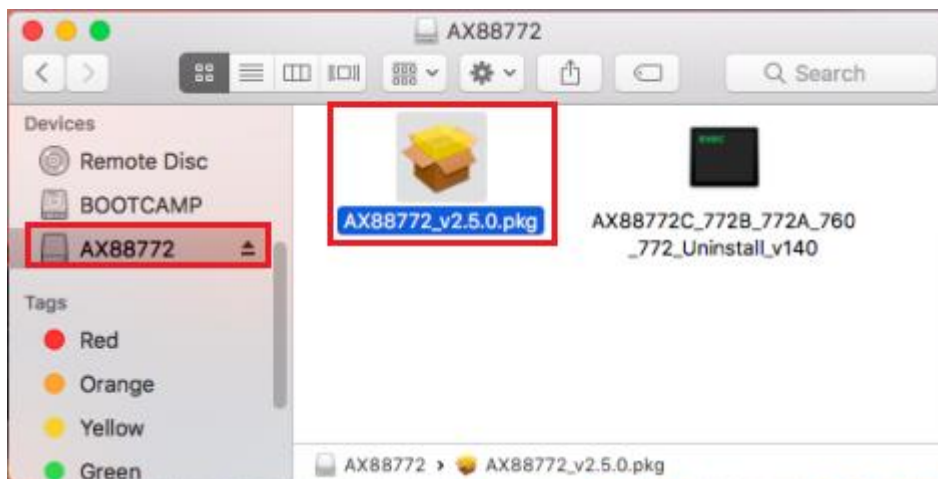 AX88772
Search
Devices
Remote Disc
BOOTCAMP
AX88772
Tags
Red
Orange
Yellow
Green
exec
AX88772_v2.5.0.pkg
AX88772C_772B_772A_760
_772_Uninstall_v140
AX88772 › AX88772_v2.5.0.pkg